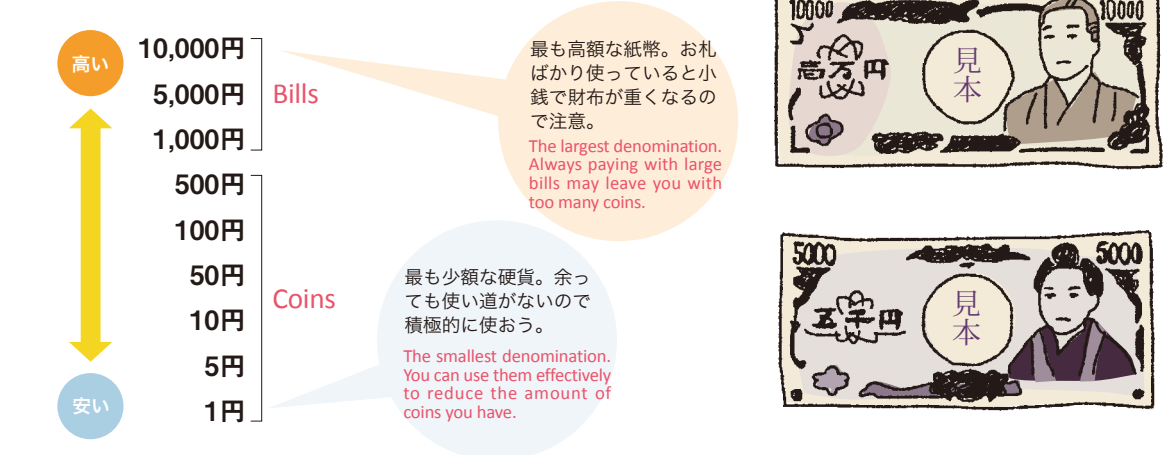 高い
10,000円
5,000円
1,000円
Bills
500円
100円
50円
10円
5円
1円
Coins
安い
最も高額な紙幣。お札
ばかり使っていると小
銭で財布が重くなるの
で注意。
The largest denomination.
Always paying with large
bills may leave you with
too many coins.
最も少額な硬貨。余っ
ても使い道がないので
積極的に使おう。
The smallest denomination.
You can use them effectively
to reduce the amount of
coins you have.
10000
10000
壱万円
見本
5000
5000
五千円
見本